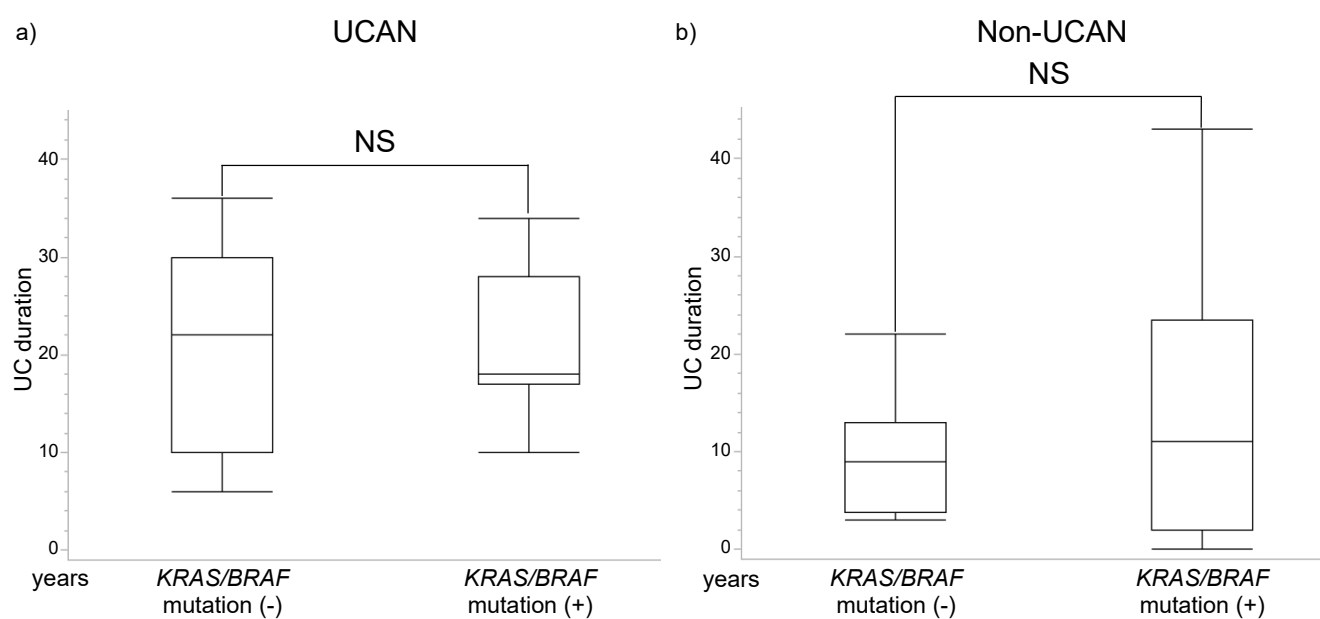 a)
UCAN
NS
40
30
20
10
0
UC duration
years
KRAS/BRAF
mutation (-)
KRAS/BRAF
mutation (+)
b)
Non-UCAN
NS
40
30
20
10
0
UC duration
years
KRAS/BRAF
mutation (-)
KRAS/BRAF
mutation (+)